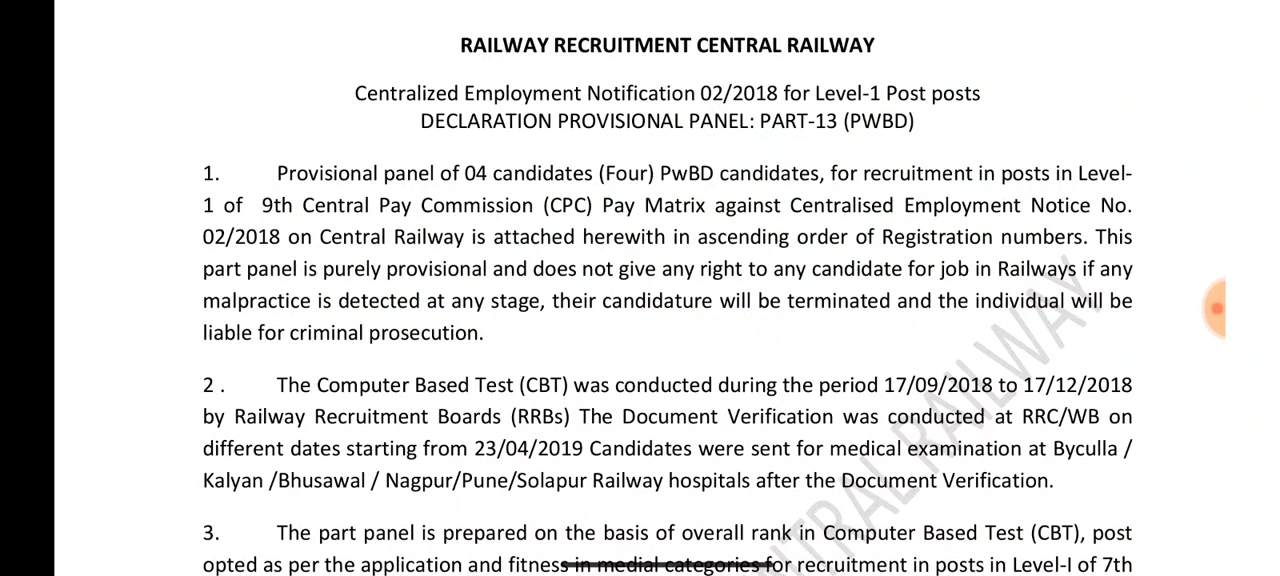 RAILWAY RECRUITMENT CENTRAL RAILWAY
Centralized Employment Notification 02/2018 for Level-1 Post posts
DECLARATION PROVISIONAL PANEL: PART-13 (PWBD)
1. Provisional panel of 04 candidates (Four) PwBD candidates, for recruitment in posts in Level-
1 of 9th Central Pay Commission (CPC) Pay Matrix against Centralised Employment Notice No.
02/2018 on Central Railway is attached herewith in ascending order of Registration numbers. This
part panel is purely provisional and does not give any right to any candidate for job in Railways if any
malpractice is detected at any stage, their candidature will be terminated and the individual will be
liable for criminal prosecution.
2 . The Computer Based Test (CBT) was conducted during the period 17/09/2018 to 17/12/2018
by Railway Recruitment Boards (RRBs) The Document Verification was conducted at RRC/WB on
different dates starting from 23/04/2019 Candidates were sent for medical examination at Byculla /
Kalyan /Bhusawal / Nagpur/Pune/Solapur Railway hospitals after the Document Verification.
3. The part panel is prepared on the basis of overall rank in Computer Based Test (CBT), post
opted as per the application and fitness in medial categories for recruitment in posts in Level-I of 7th
NTRAL RAILWAY